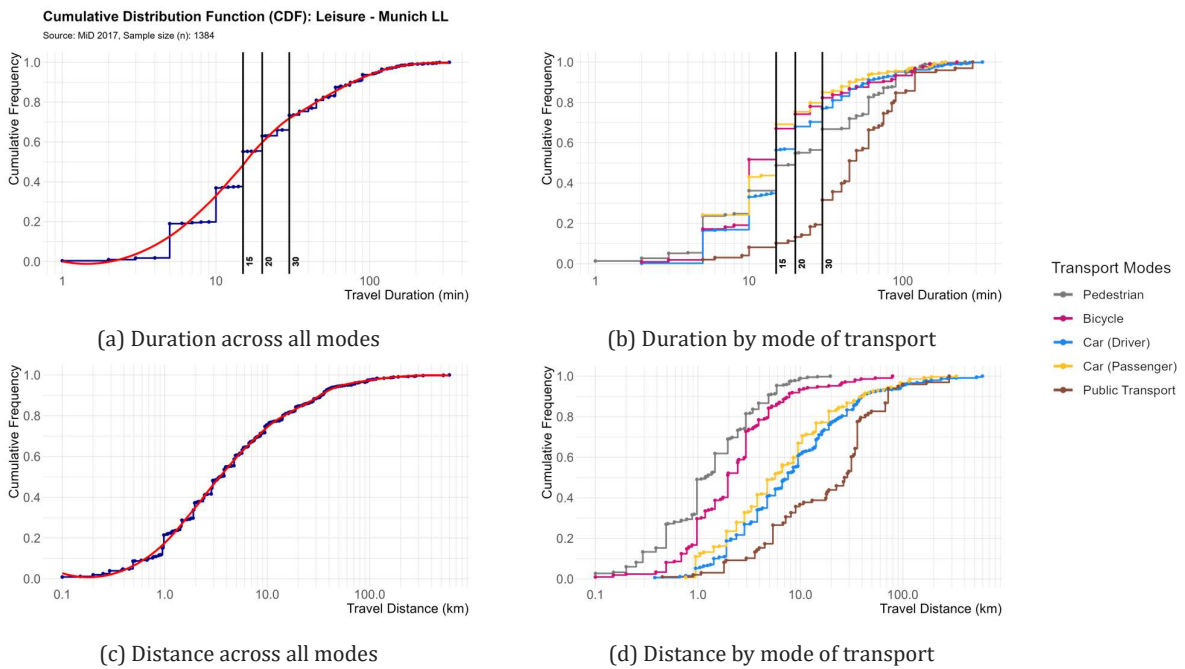 Cumulative Distribution Function (CDF): Leisure - Munich LL
Source: MiD 2017, Sample size (n): 1384
Cumulative Frequency
1.0
0.8
0.6
0.4
0.2
0.0
15
20
30
1
10
100
Travel Duration (min)
(a) Duration across all modes
Cumulative Frequency
1.0
0.8
0.6
0.4
0.2
0.0
15
20
30
1
10
100
Travel Duration (min)
(b) Duration by mode of transport
Transport Modes
Pedestrian
Bicycle
Car (Driver)
Car (Passenger)
Public Transport
Cumulative Frequency
1.0
0.8
0.6
0.4
0.2
0.0
0.1
1.0
10.0
100.0
Travel Distance (km)
(c) Distance across all modes
Cumulative Frequency
1.0
0.8
0.6
0.4
0.2
0.0
0.1
1.0
10.0
100.0
Travel Distance (km)
(d) Distance by mode of transport